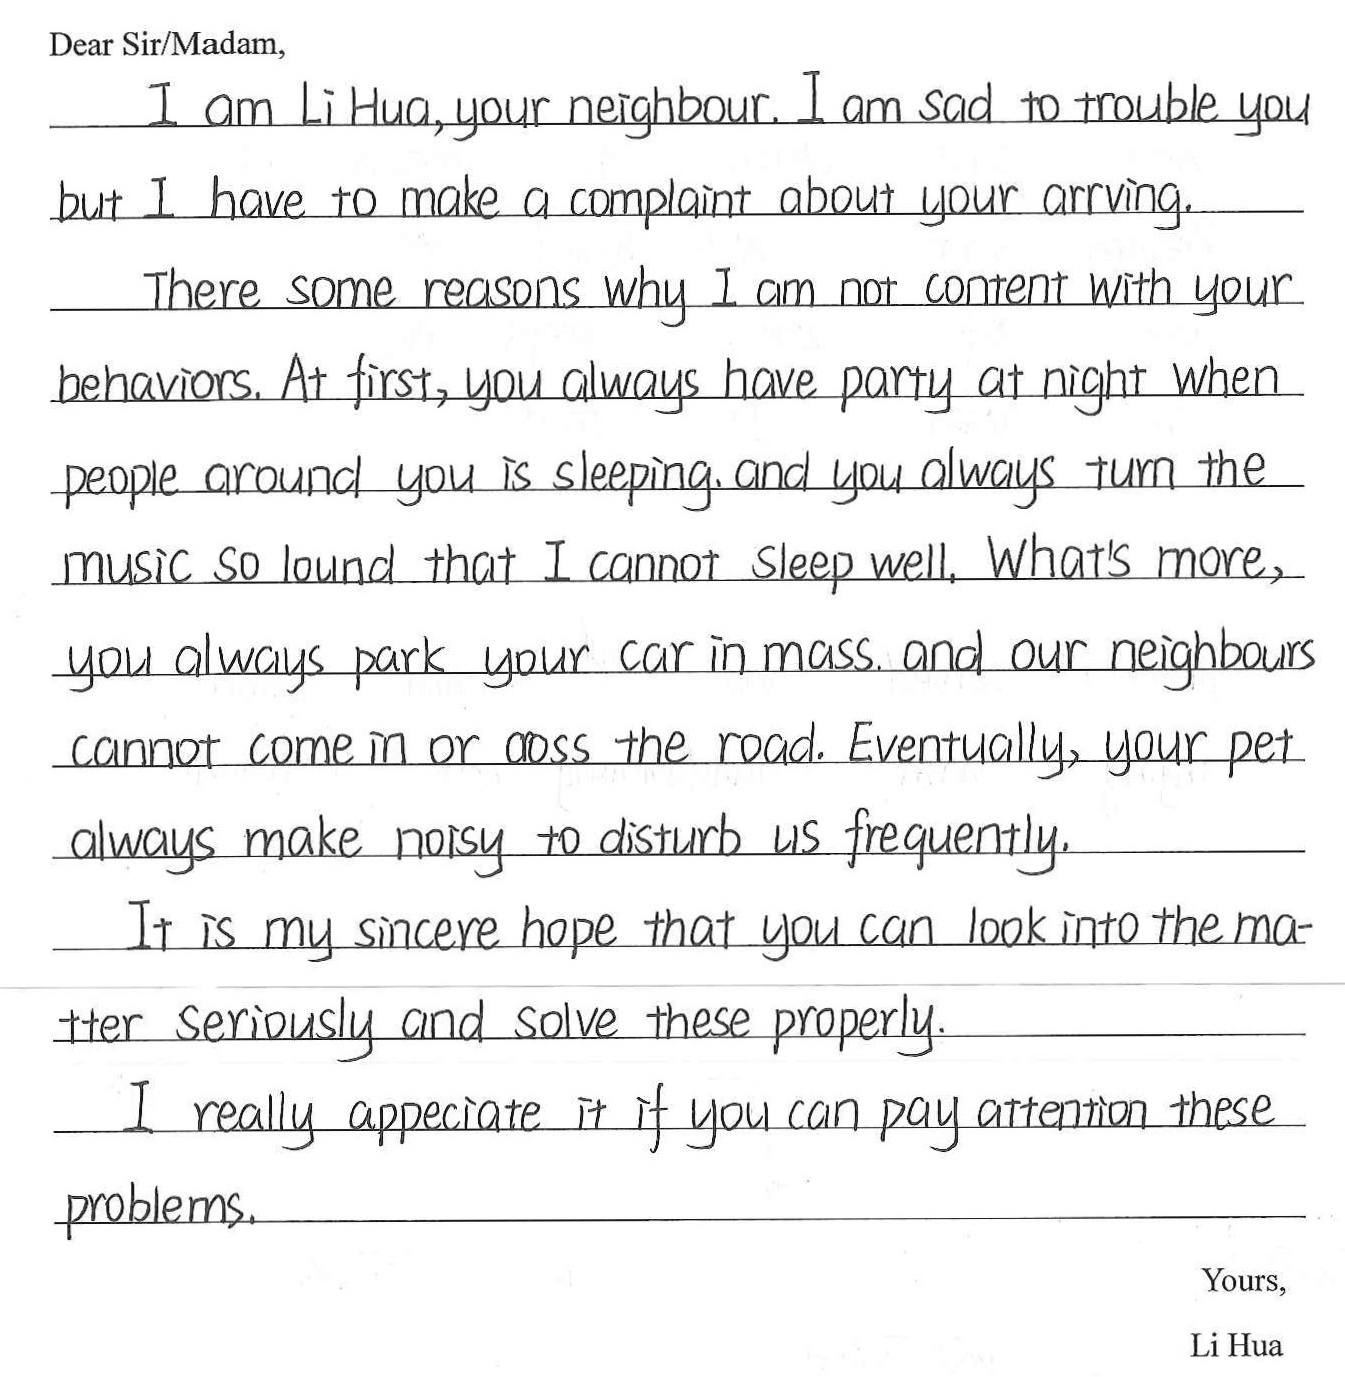 Dear Sir/Madam,
I am Li Hua, your neighbour. I am sad to trouble you
but I have to make a complaint about your arrving.
There some reasons why I am not content with your
behaviors. At first, you always have party at night when
people around you is sleeping. and you always turn the
music so lound that I cannot sleep well. What's more,
you always park your car in mass. and our neighbours
cannot come in or coss the road. Eventually, your pet
always make noisy to disturb us frequently.
It is my sincere hope that you can look into the ma-
tter seriously and solve these properly.
I really appeciate it if you can pay attention these
problems.
Yours,
Li Hua